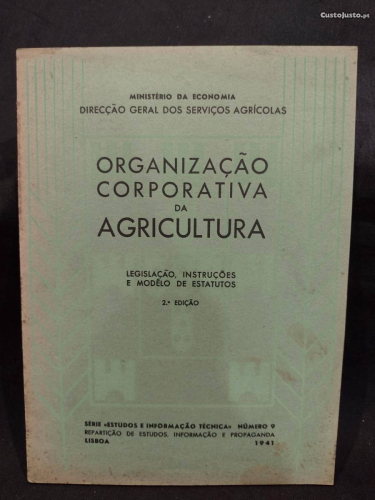 CustoJusto.pt
MINISTÉRIO DA ECONOMIA
DIRECÇÃO GERAL DOS SERVIÇOS AGRÍCOLAS
ORGANIZAÇÃO
CORPORATIVA
DA
AGRICULTURA
LEGISLAÇÃO, INSTRUÇÕES
E MODÊLO DE ESTATUTOS
2.ª EDIÇÃO
SÉRIE «ESTUDOS E INFORMAÇÃO TÉCNICA» NÚMERO 9
REPARTIÇÃO DE ESTUDOS, INFORMAÇÃO E PROPAGANDA
LISBOA 1941